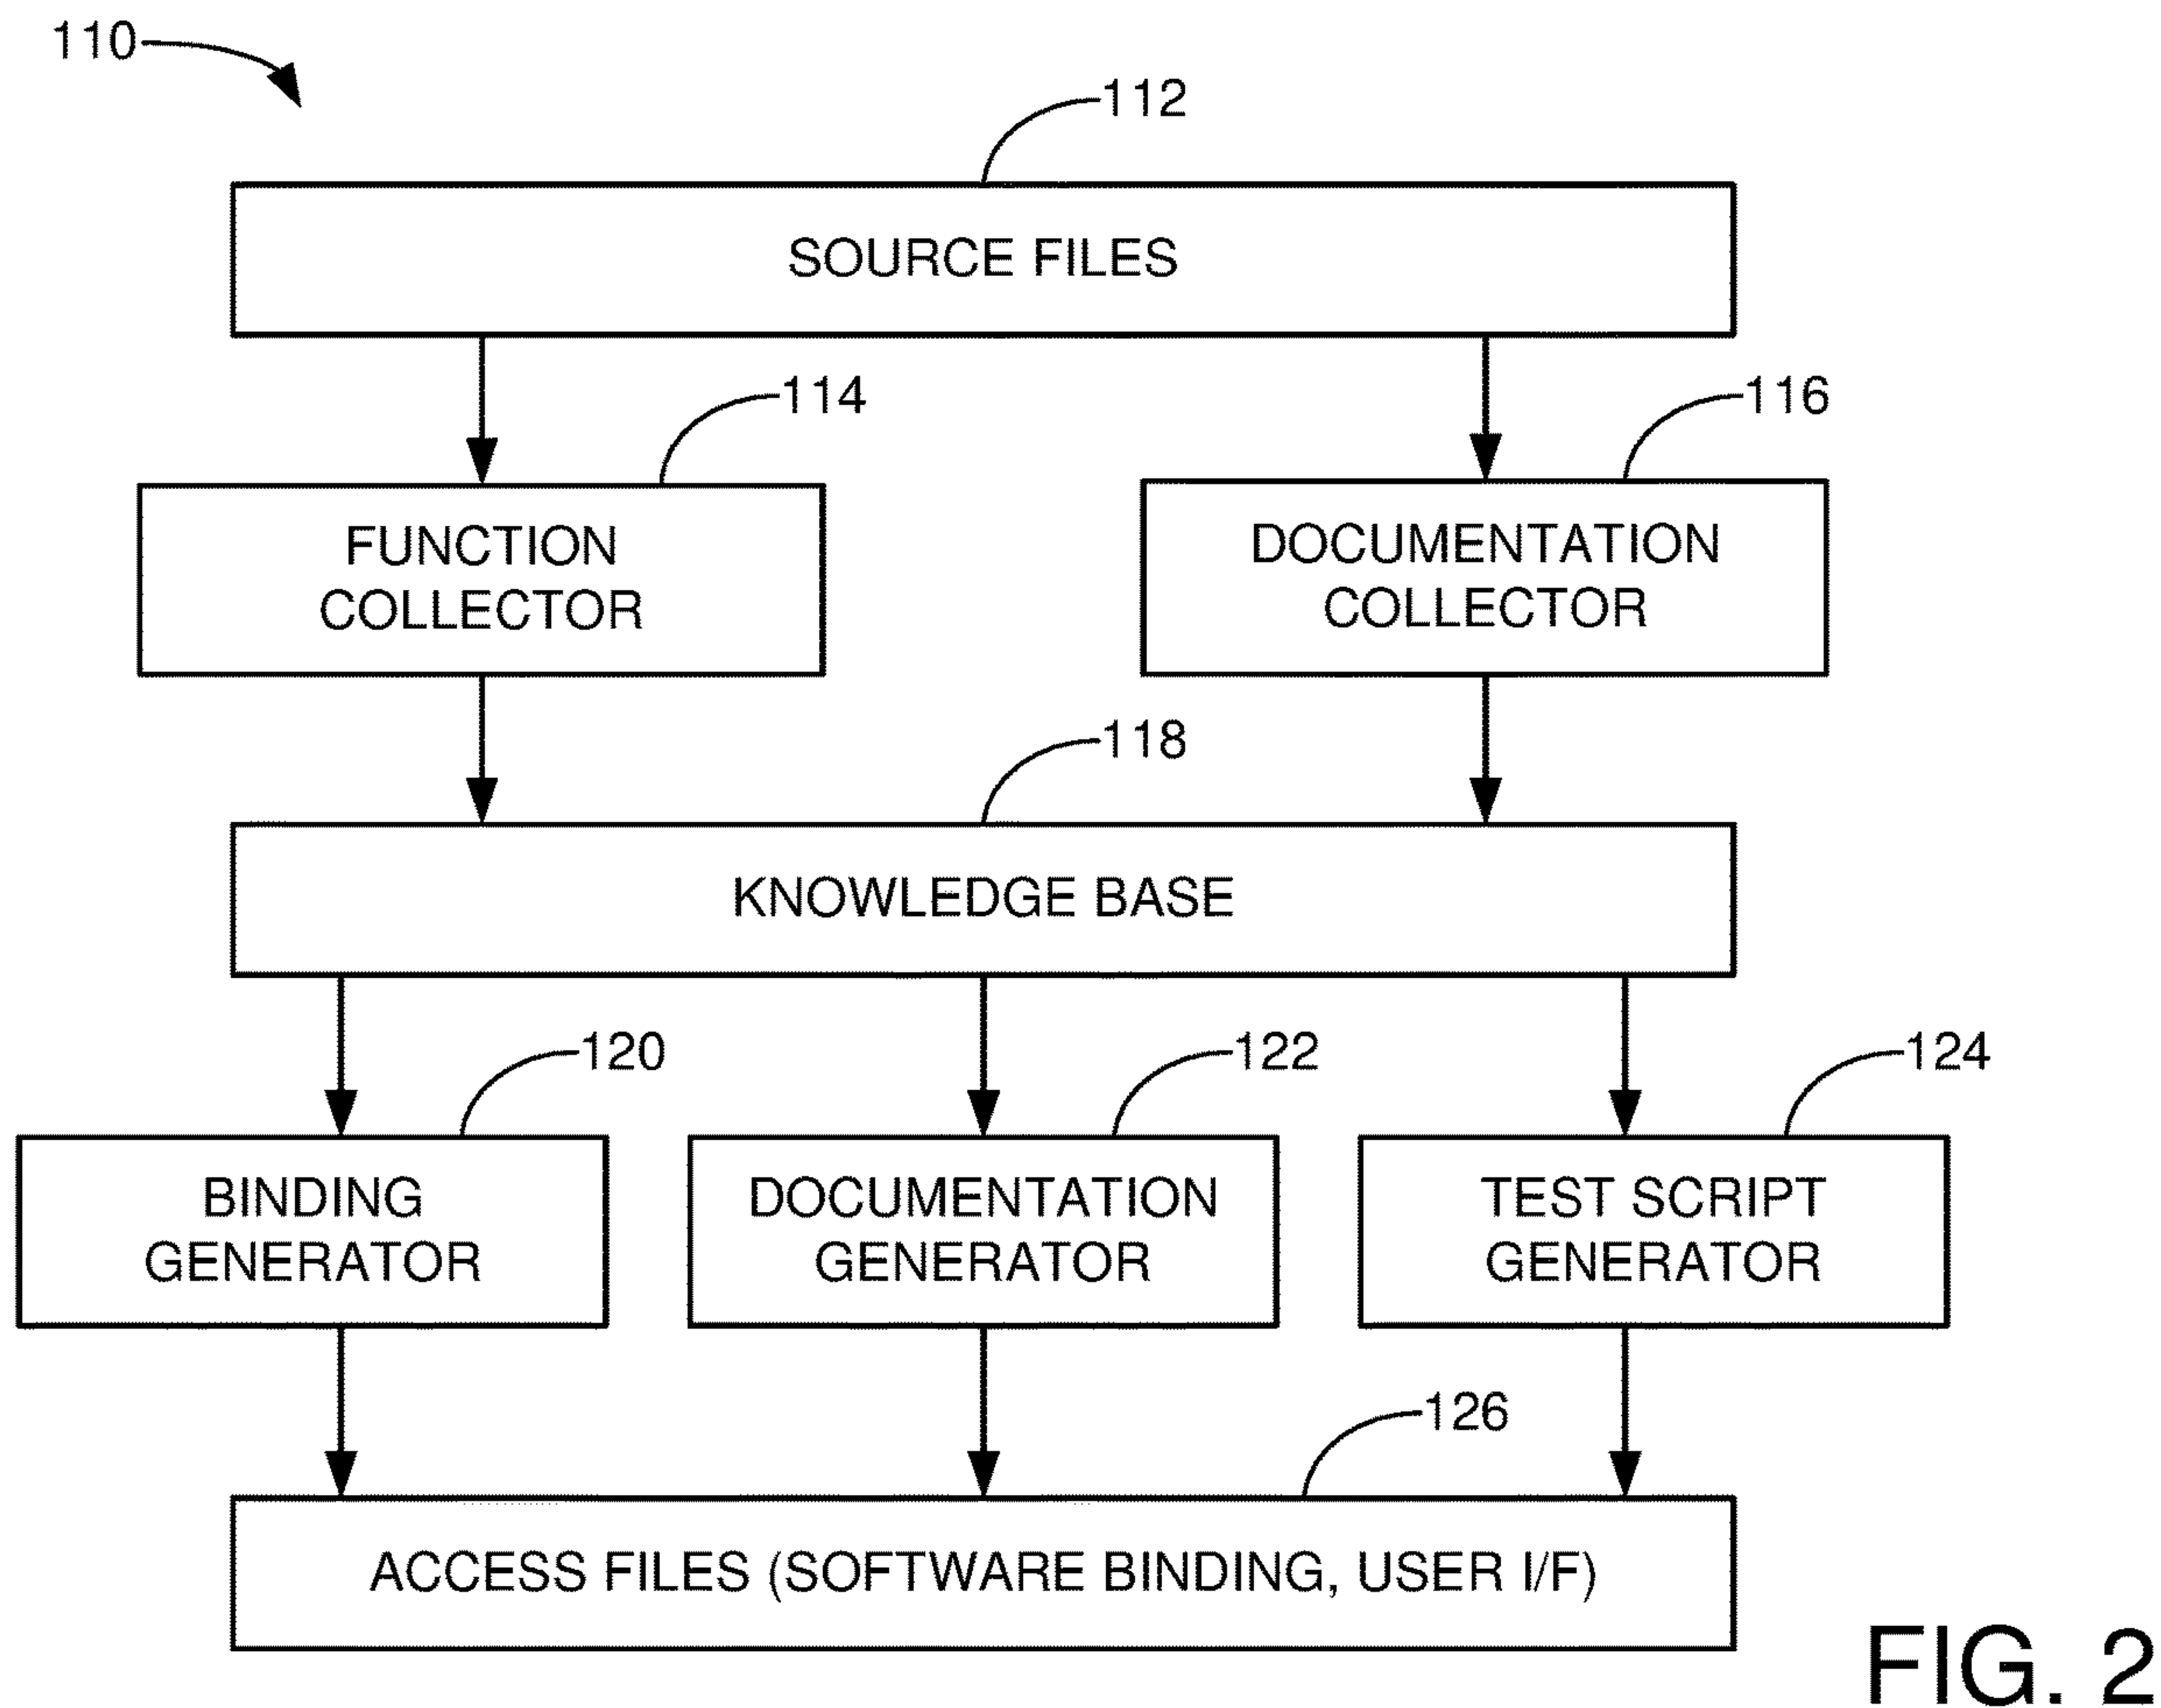 110
112
SOURCE FILES
114
116
FUNCTION
COLLECTOR
DOCUMENTATION
COLLECTOR
118
KNOWLEDGE BASE
120
122
124
BINDING
GENERATOR
DOCUMENTATION
GENERATOR
TEST SCRIPT
GENERATOR
126
ACCESS FILES (SOFTWARE BINDING, USER I/F)
FIG. 2